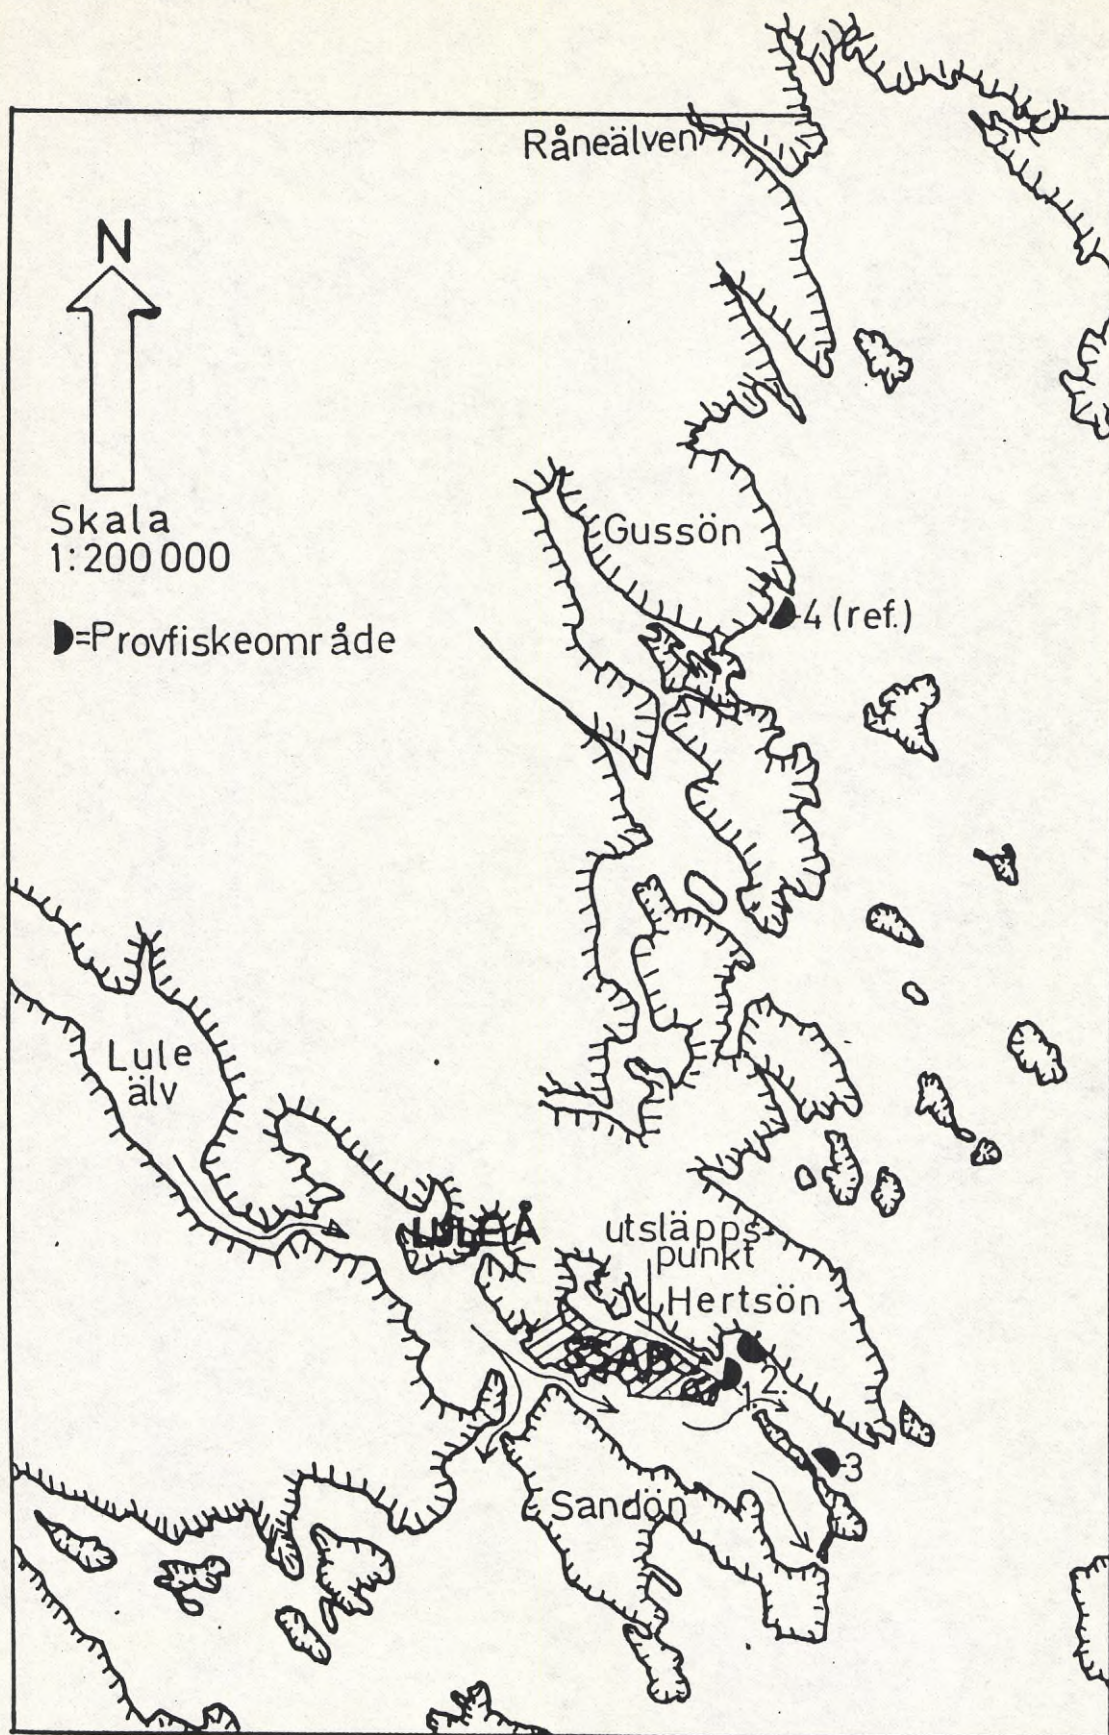 Råneälven
N
Skala
1:200 000
Gussön
4 (ref.)
◗=Provfiskeområde
Lule
älv
LULEÅ
utsläpps-
punkt
Hertsön
SSAB
2.
1.
3
Sandön